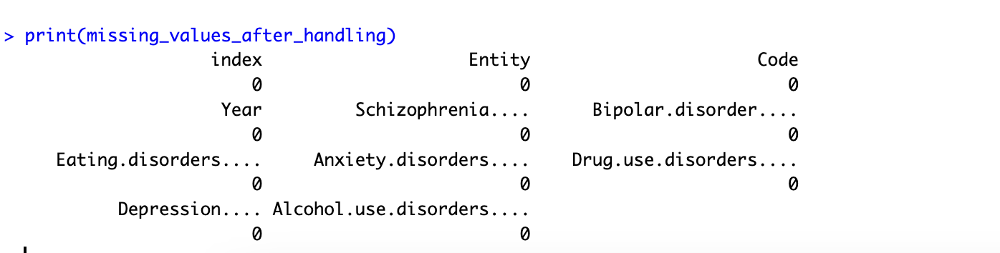 > print(missing_values_after_handling)
index Entity Code
0 0 0
Year Schizophrenia.... Bipolar.disorder....
0 0 0
Eating.disorders.... Anxiety.disorders.... Drug.use.disorders....
0 0 0
Depression.... Alcohol.use.disorders....
0 0